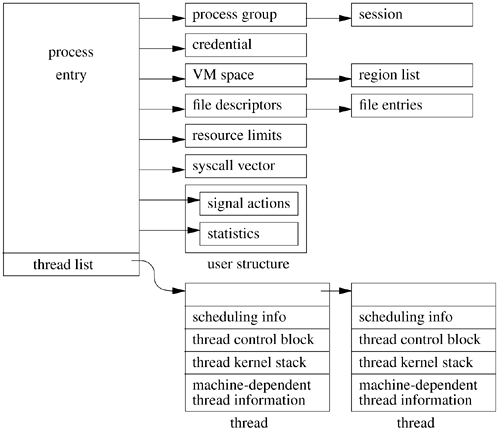 process
entry
process group
session
credential
VM space
region list
file descriptors
file entries
resource limits
syscall vector
signal actions
statistics
user structure
thread list
scheduling info
thread control block
thread kernel stack
machine-dependent
thread information
thread
scheduling info
thread control block
thread kernel stack
machine-dependent
thread information
thread